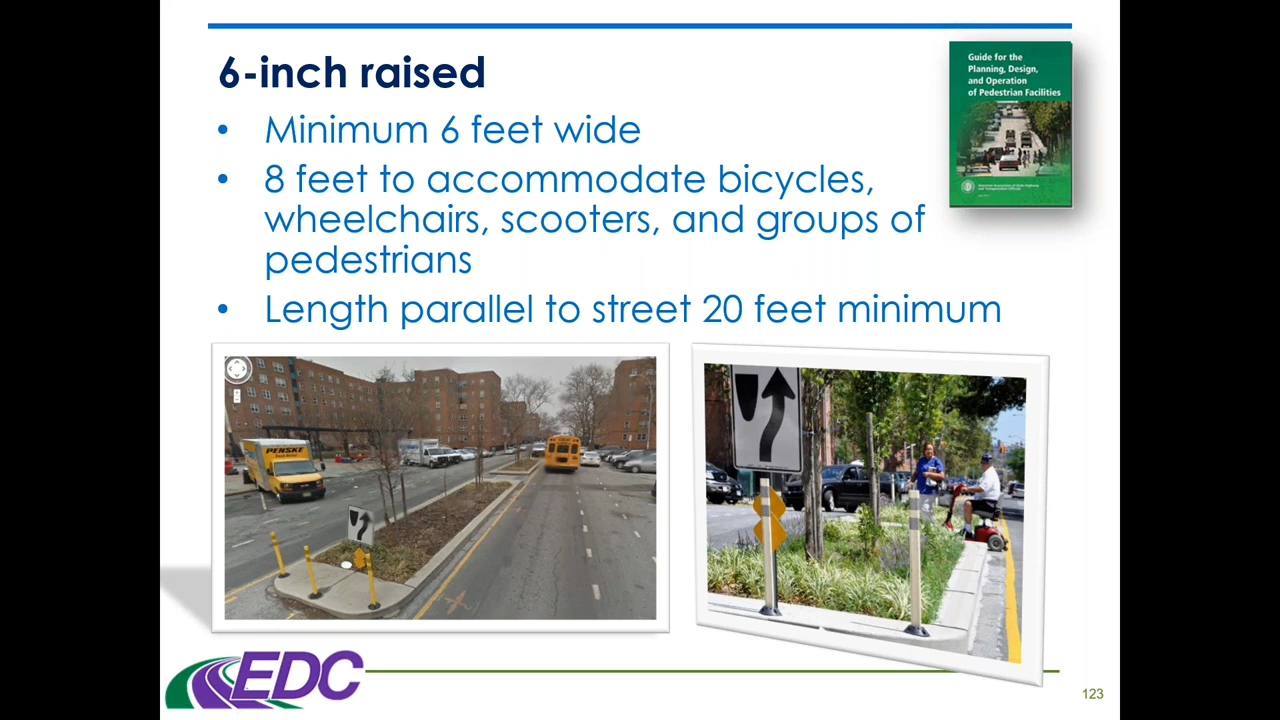 6-inch raised
Guide for the
Planning, Design,
and Operation
of Pedestrian Facilities
• Minimum 6 feet wide
• 8 feet to accommodate bicycles,
wheelchairs, scooters, and groups of
pedestrians
• Length parallel to street 20 feet minimum
PENSKE
EDC
123